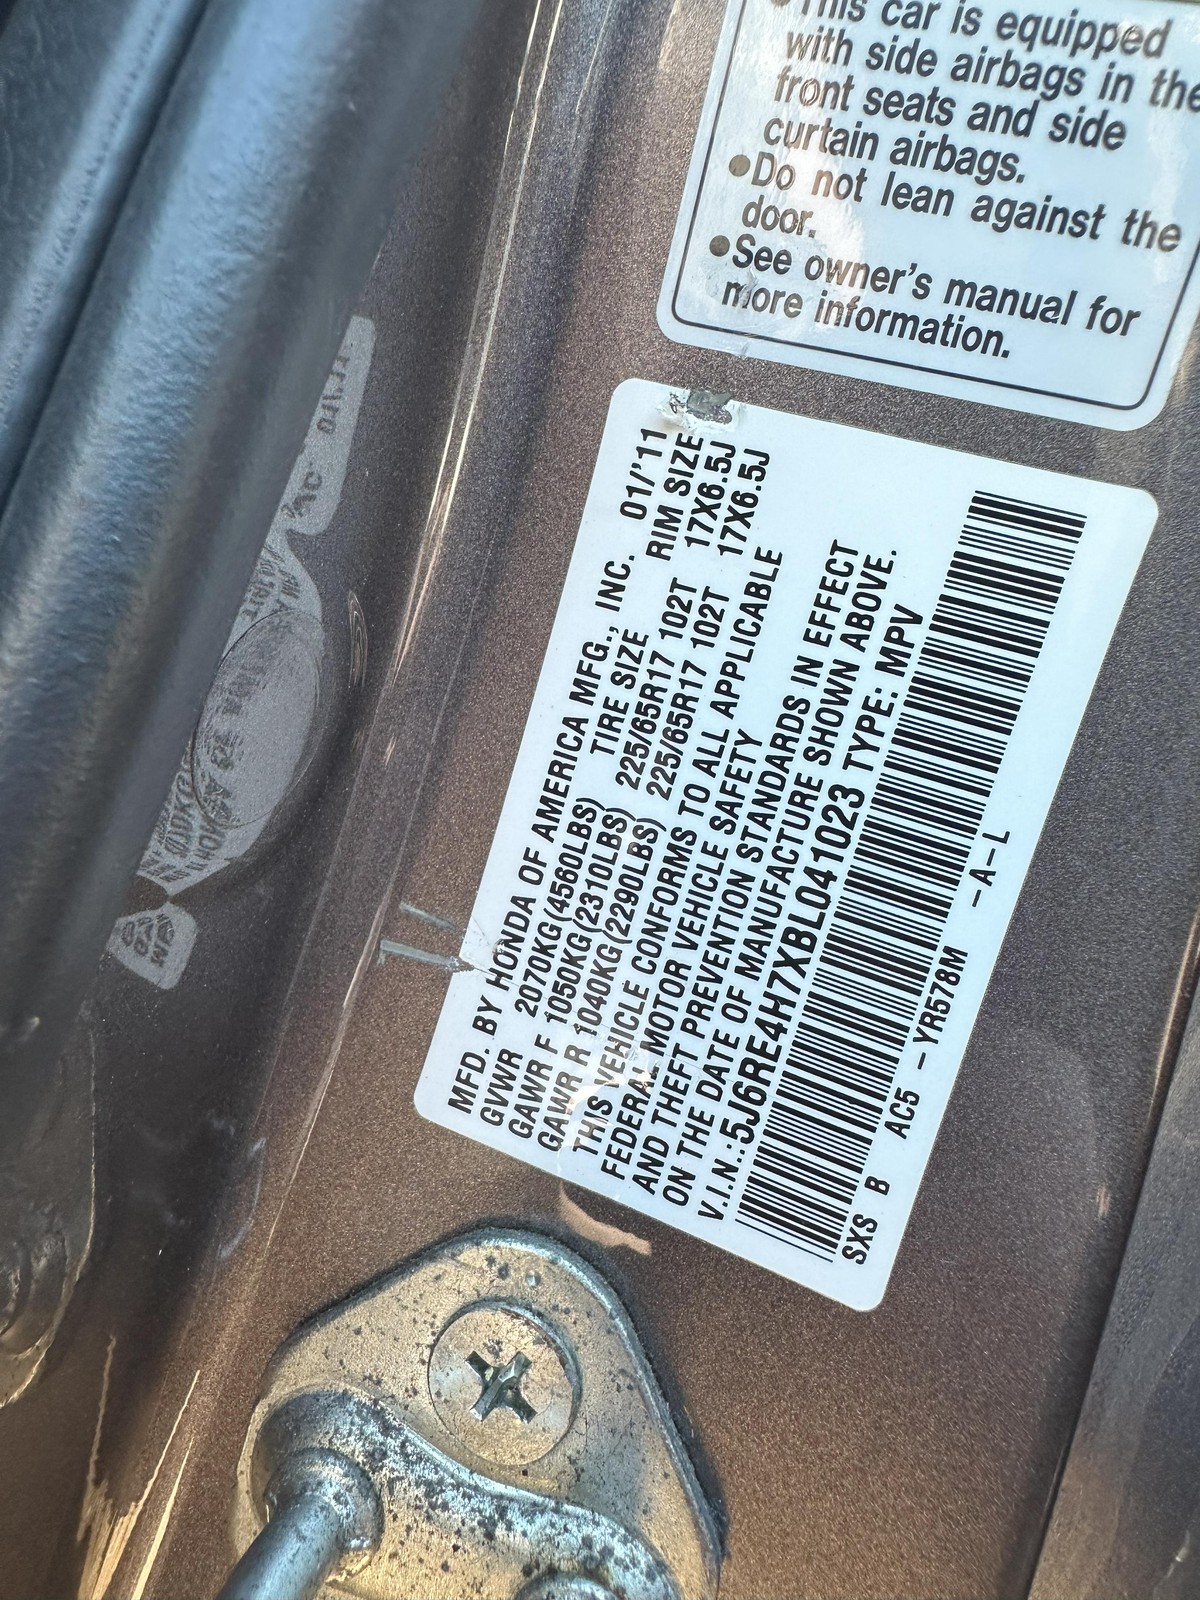 This car is equipped
with side airbags in the
front seats and side
curtain airbags.
●Do not lean against the
door.
●See owner's manual for
more information.
MFD. BY HONDA OF AMERICA MFG., INC. 01/'11
GVWR 2070KG(4560LBS) TIRE SIZE RIM SIZE
GAWR F 1050KG(2310LBS) 225/65R17 102T 17X6.5J
GAWR R 1040KG(2290LBS) 225/65R17 102T 17X6.5J
THIS VEHICLE CONFORMS TO ALL APPLICABLE
FEDERAL MOTOR VEHICLE SAFETY
AND THEFT PREVENTION STANDARDS IN EFFECT
ON THE DATE OF MANUFACTURE SHOWN ABOVE.
V.I.N.:5J6RE4H7XBL041023 TYPE: MPV
SXS B AC5 -YR578M -A-L